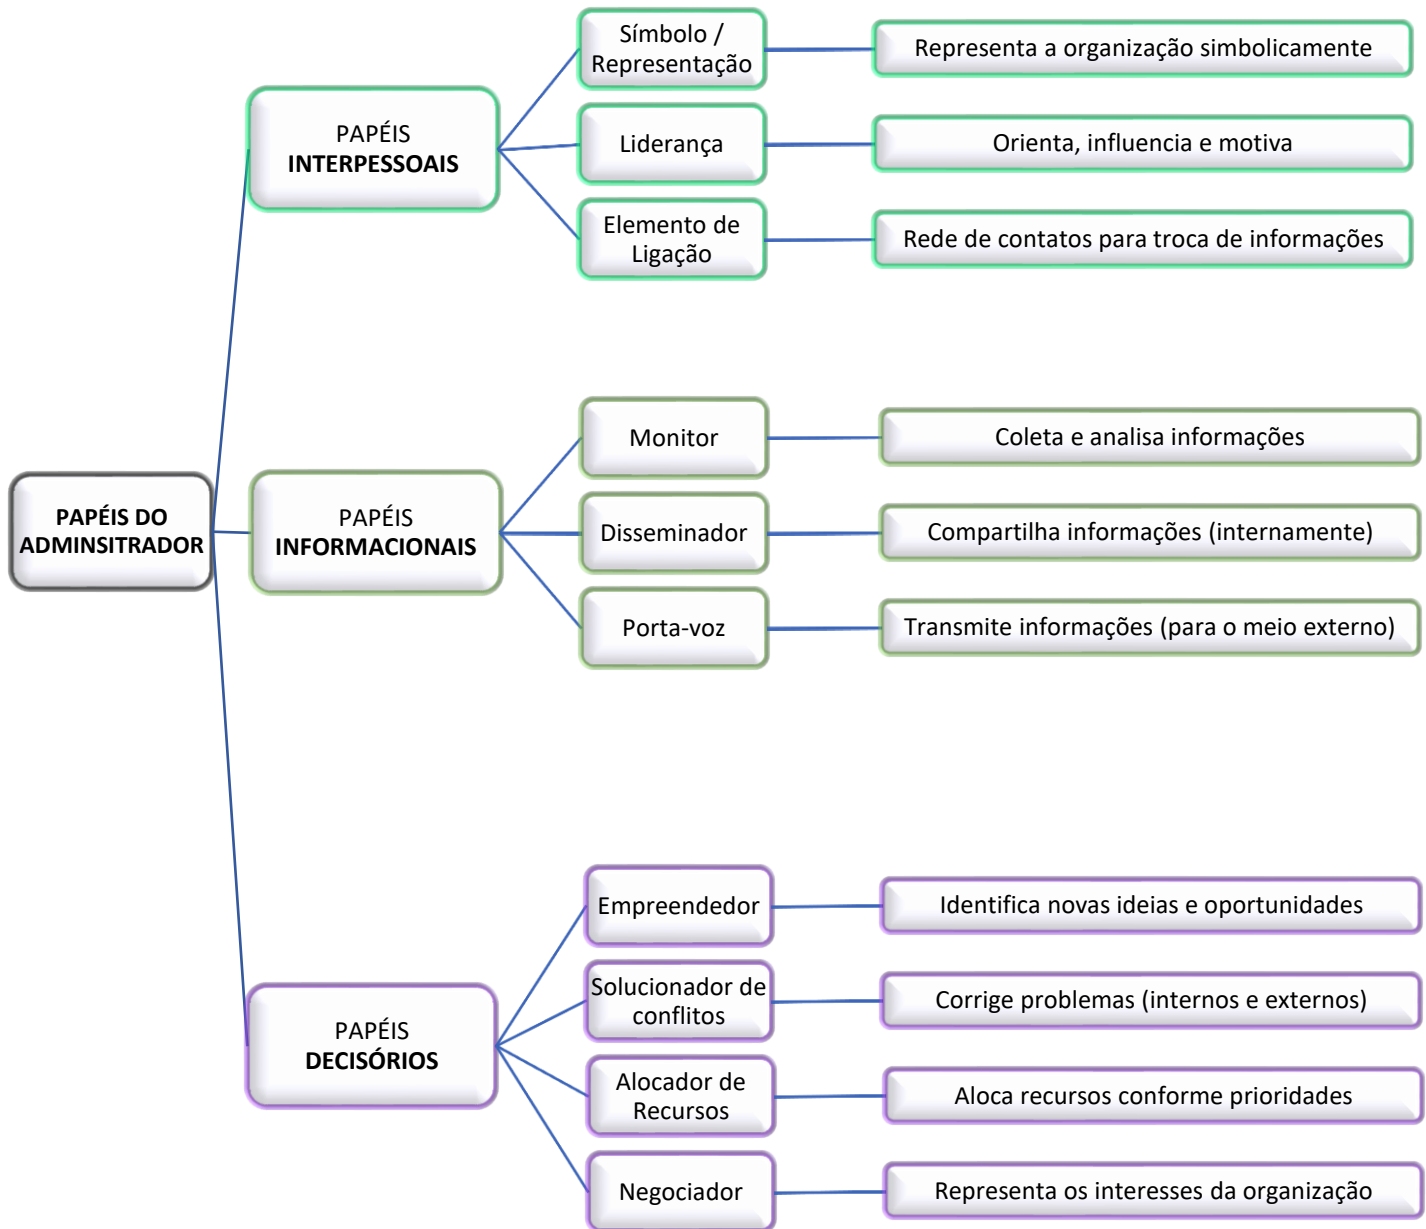 PAPÉIS DO
ADMINSITRADOR
PAPÉIS
INTERPESSOAIS
Símbolo /
Representação
Representa a organização simbolicamente
Liderança
Orienta, influencia e motiva
Elemento de
Ligação
Rede de contatos para troca de informações
PAPÉIS
INFORMACIONAIS
Monitor
Coleta e analisa informações
Disseminador
Compartilha informações (internamente)
Porta-voz
Transmite informações (para o meio externo)
PAPÉIS
DECISÓRIOS
Empreendedor
Identifica novas ideias e oportunidades
Solucionador de
conflitos
Corrige problemas (internos e externos)
Alocador de
Recursos
Aloca recursos conforme prioridades
Negociador
Representa os interesses da organização